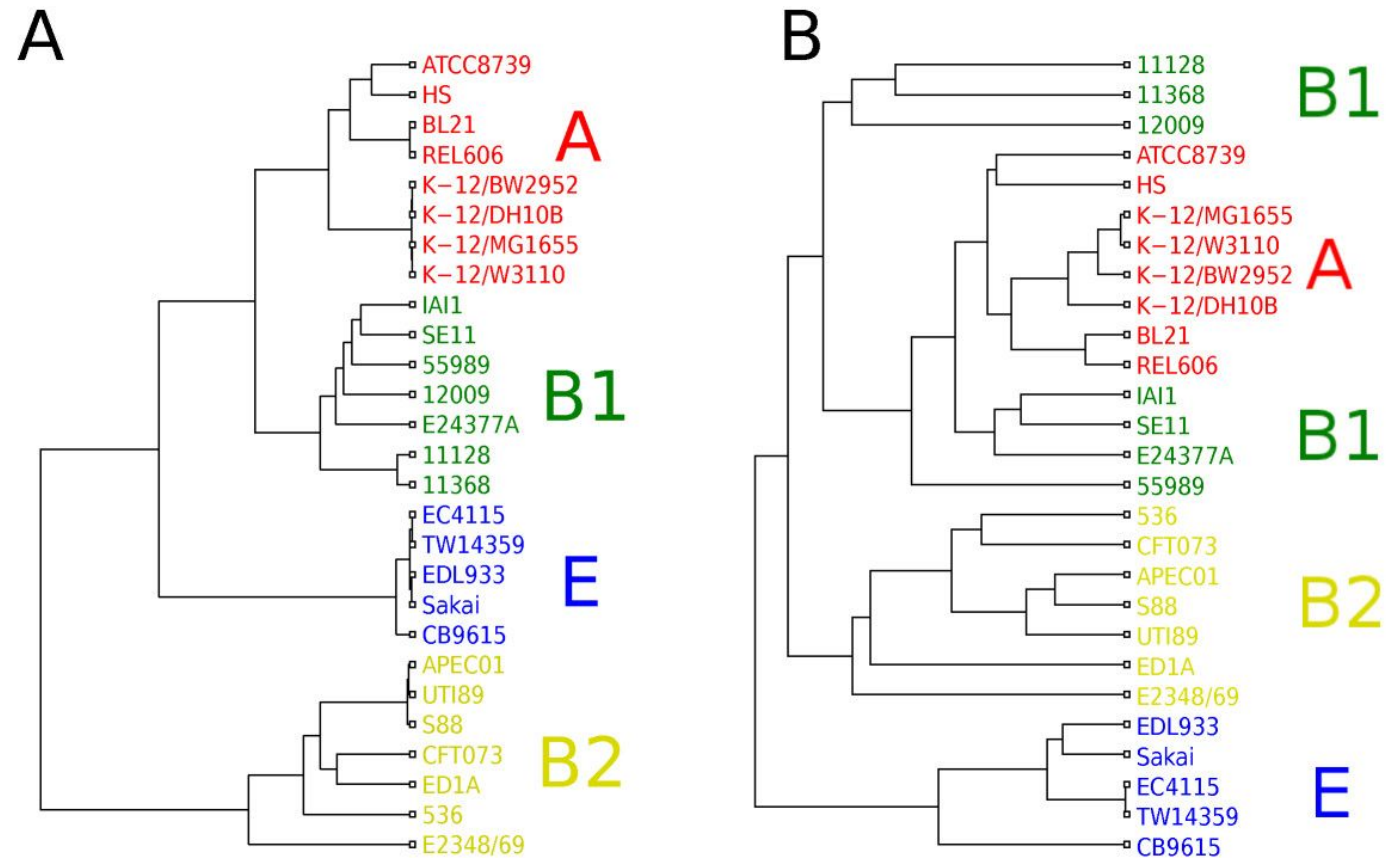 A
ATCC8739
HS
BL21
REL606
K−12/BW2952
K−12/DH10B
K−12/MG1655
K−12/W3110
A
IAI1
SE11
55989
12009
E24377A
11128
11368
B1
EC4115
TW14359
EDL933
Sakai
CB9615
E
APEC01
UTI89
S88
CFT073
ED1A
536
E2348/69
B2
B
11128
11368
12009
B1
ATCC8739
HS
K−12/MG1655
K−12/W3110
K−12/BW2952
K−12/DH10B
BL21
REL606
A
IAI1
SE11
E24377A
55989
B1
536
CFT073
APEC01
S88
UTI89
ED1A
E2348/69
B2
EDL933
Sakai
EC4115
TW14359
CB9615
E